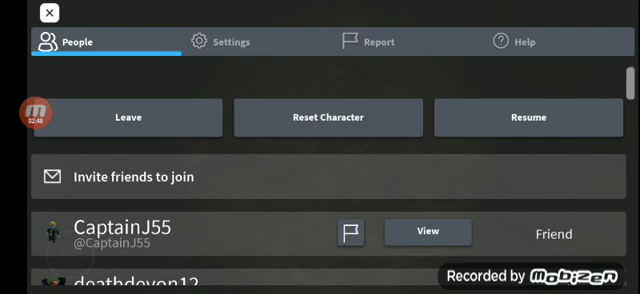 People
Settings
Report
Help
02:48
Leave
Reset Character
Resume
Invite friends to join
CaptainJ55
@CaptainJ55
View
Friend
deathdevon12
Recorded by Mobizen